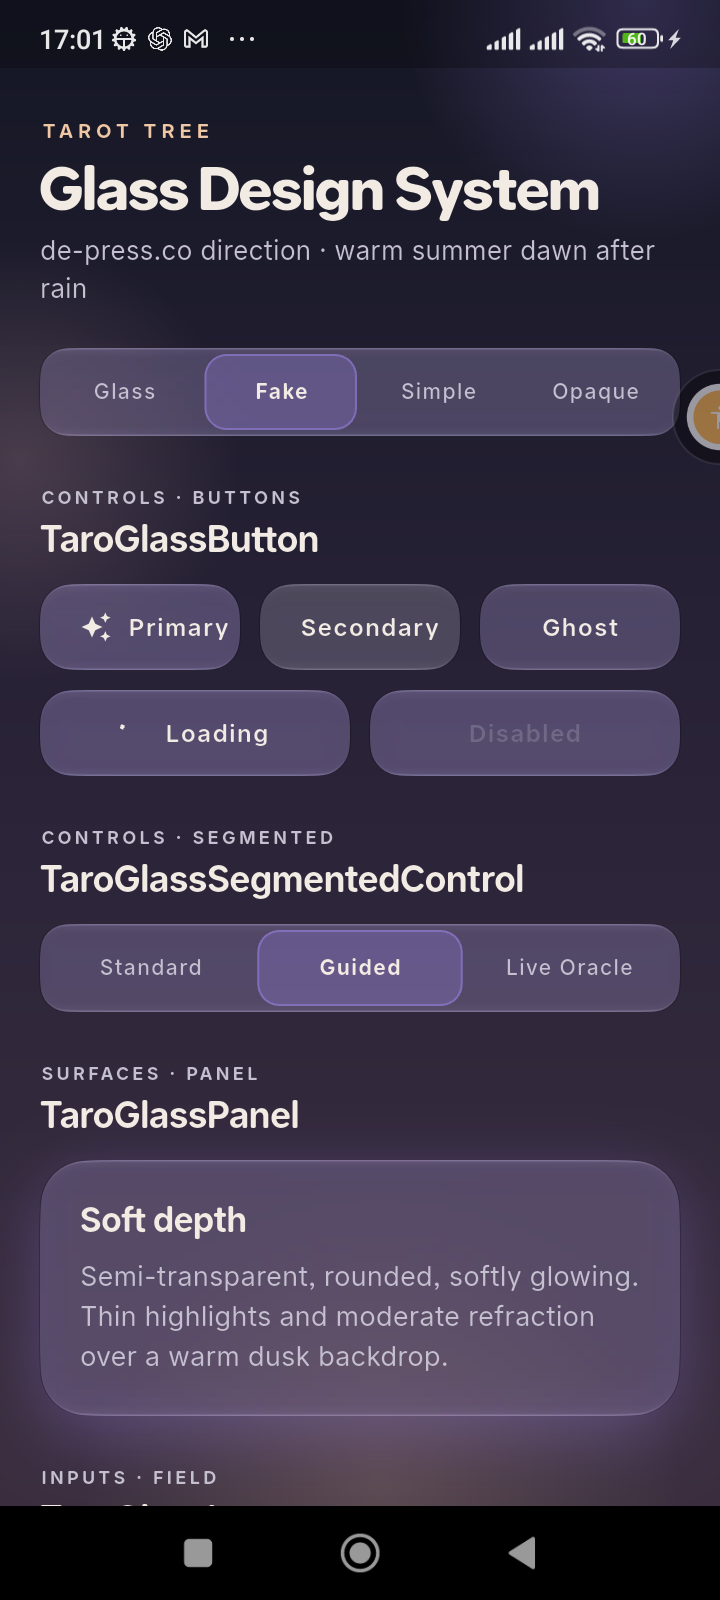 17:01
60
TAROT TREE
Glass Design System
de-press.co direction · warm summer dawn after
rain
Glass Fake Simple Opaque
CONTROLS · BUTTONS
TaroGlassButton
Primary Secondary Ghost
Loading Disabled
CONTROLS · SEGMENTED
TaroGlassSegmentedControl
Standard Guided Live Oracle
SURFACES · PANEL
TaroGlassPanel
Soft depth
Semi-transparent, rounded, softly glowing.
Thin highlights and moderate refraction
over a warm dusk backdrop.
INPUTS · FIELD